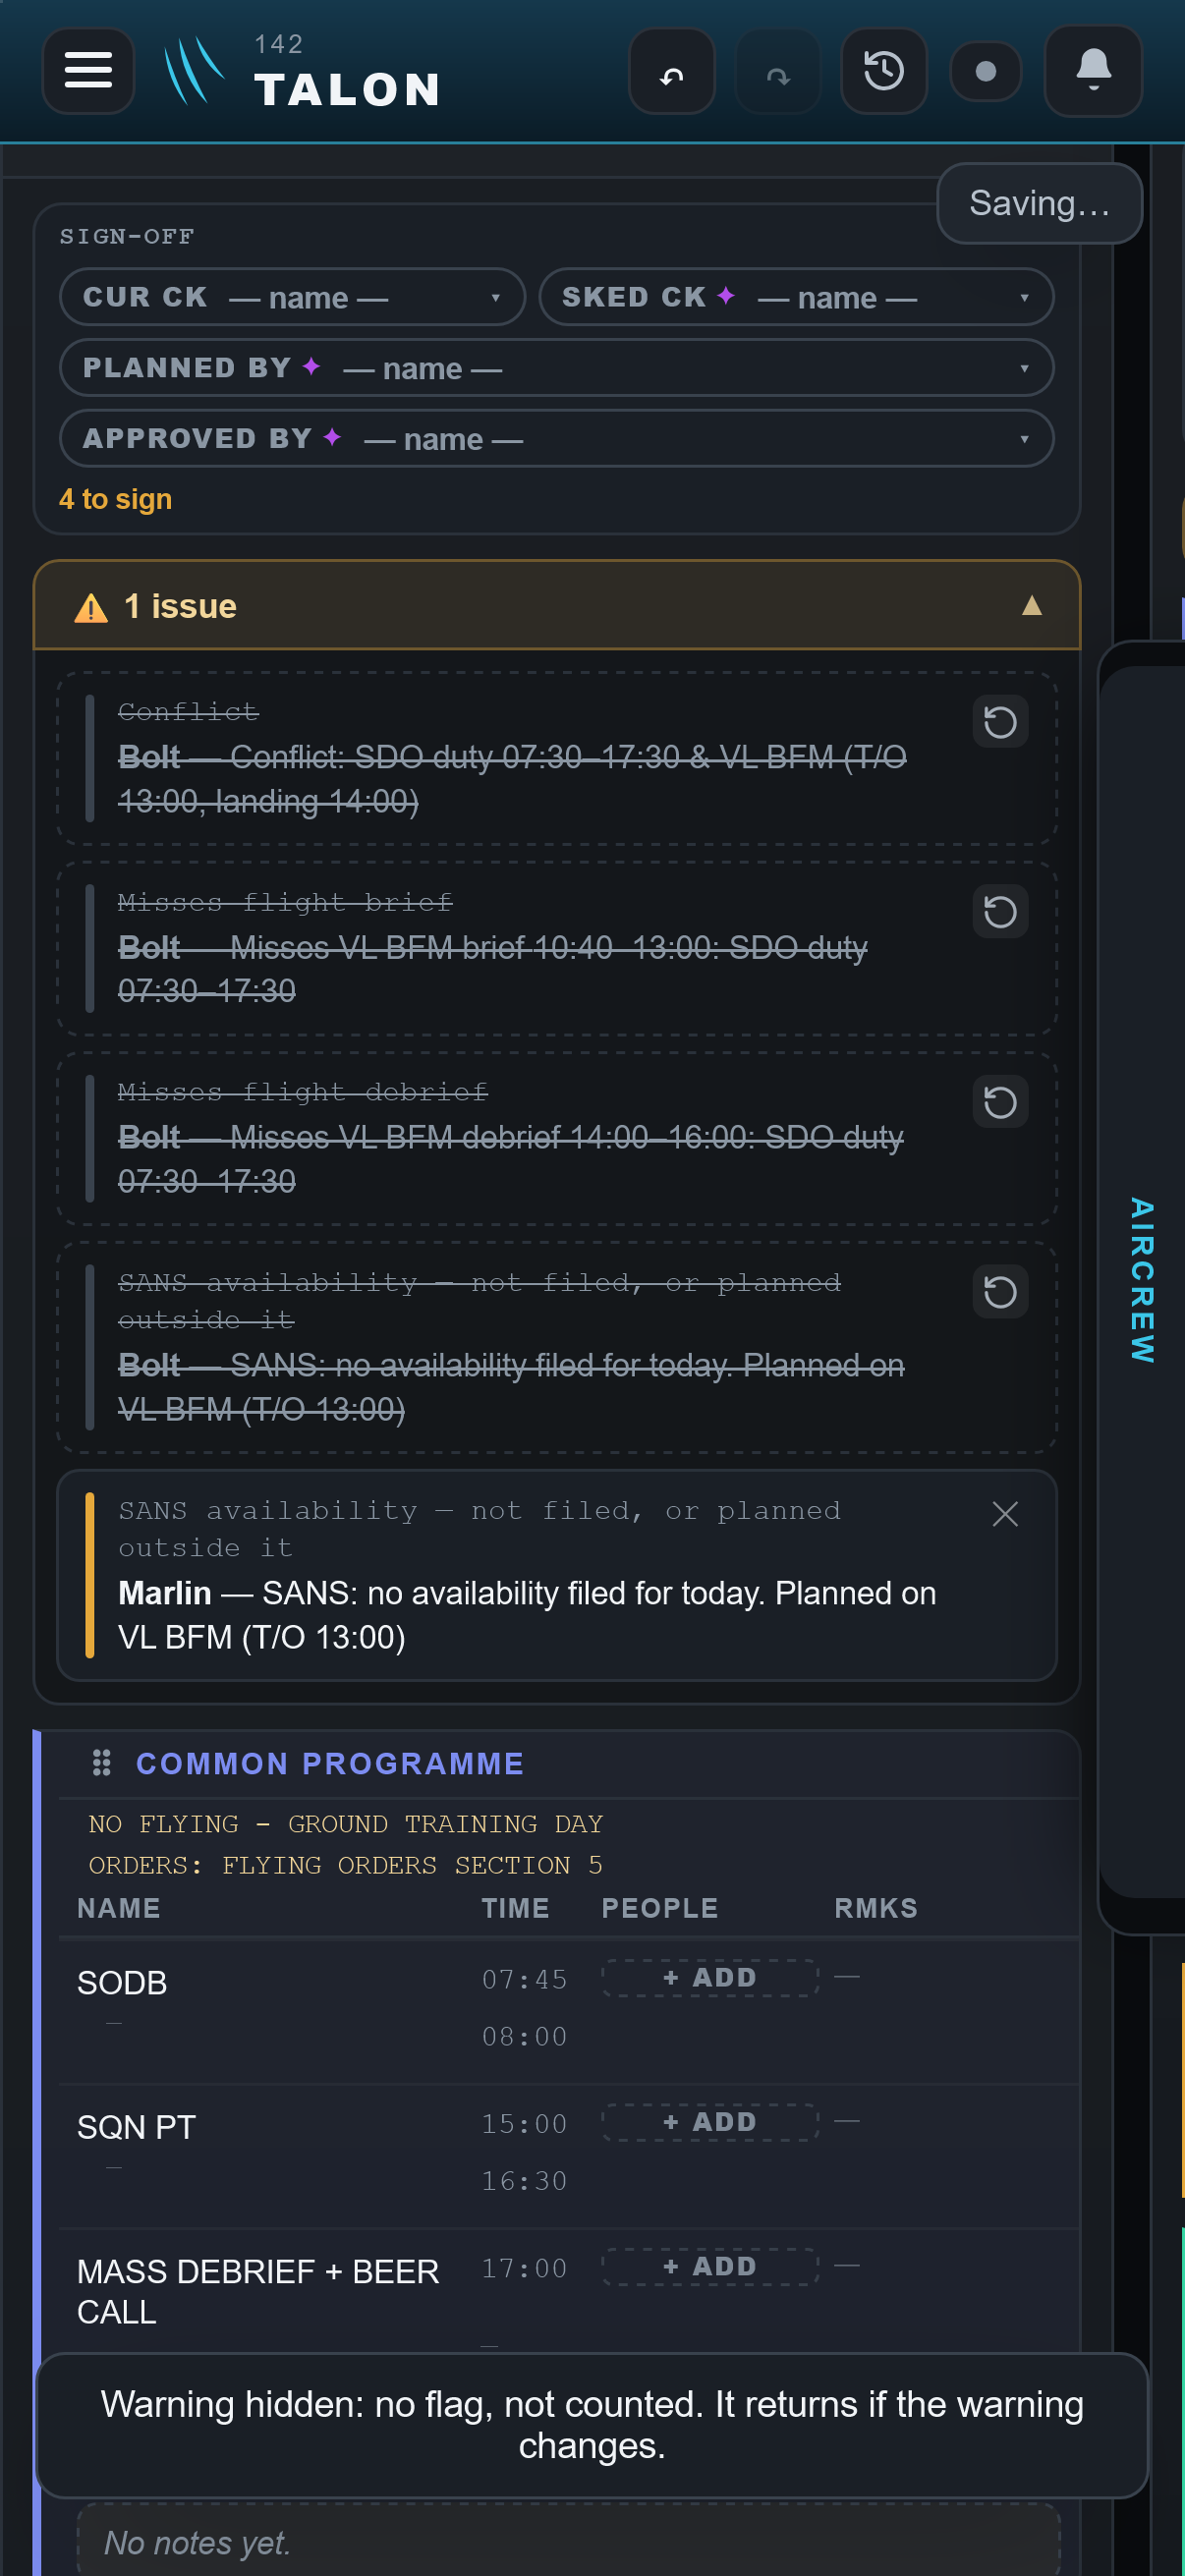 142
TALON
Saving...
SIGN-OFF
CUR CK — name —
SKED CK ✦ — name —
PLANNED BY ✦ — name —
APPROVED BY ✦ — name —
4 to sign
1 issue
Conflict
Bolt — Conflict: SDO duty 07:30–17:30 & VL BFM (T/O
13:00, landing 14:00)
Misses flight brief
Bolt — Misses VL BFM brief 10:40–13:00: SDO duty
07:30–17:30
Misses flight debrief
Bolt — Misses VL BFM debrief 14:00–16:00: SDO duty
07:30–17:30
SANS availability — not filed, or planned
outside it
Bolt — SANS: no availability filed for today. Planned on
VL BFM (T/O 13:00)
SANS availability — not filed, or planned
outside it
Marlin — SANS: no availability filed for today. Planned on
VL BFM (T/O 13:00)
AIRCREW
COMMON PROGRAMME
NO FLYING - GROUND TRAINING DAY
ORDERS: FLYING ORDERS SECTION 5
NAME TIME PEOPLE RMKS
SODB 07:45 + ADD —
— 08:00
SQN PT 15:00 + ADD —
— 16:30
MASS DEBRIEF + BEER 17:00 + ADD —
CALL
—
Warning hidden: no flag, not counted. It returns if the warning
changes.
No notes yet.